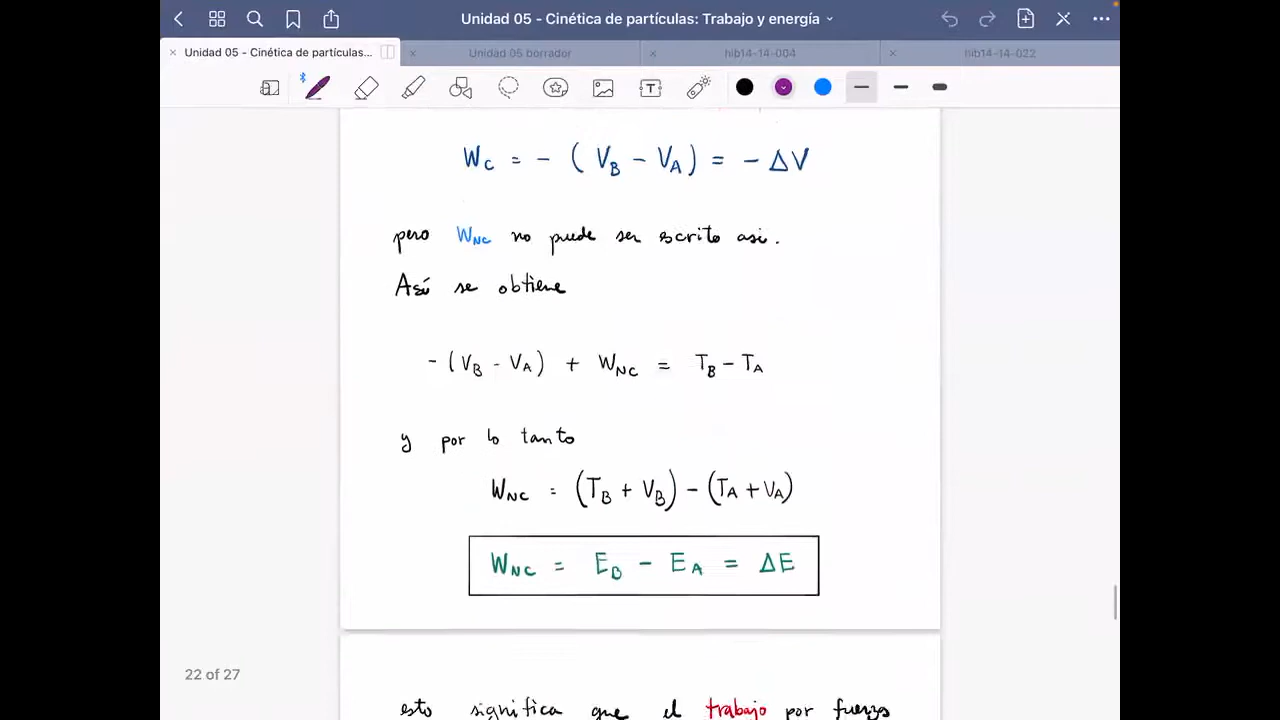 Unidad 05 - Cinética de partículas: Trabajo y energía
Unidad 05 - Cinética de partículas... Unidad 05 borrador hib14-14-004 hib14-14-022
W_C = - (V_B - V_A) = - ΔV
pero W_NC no puede ser escrito asi.
Así se obtiene
- (V_B - V_A) + W_NC = T_B - T_A
y por lo tanto
W_NC = (T_B + V_B) - (T_A + V_A)
W_NC = E_B - E_A = ΔE
22 of 27
esto significa que el trabajo por fuerzas